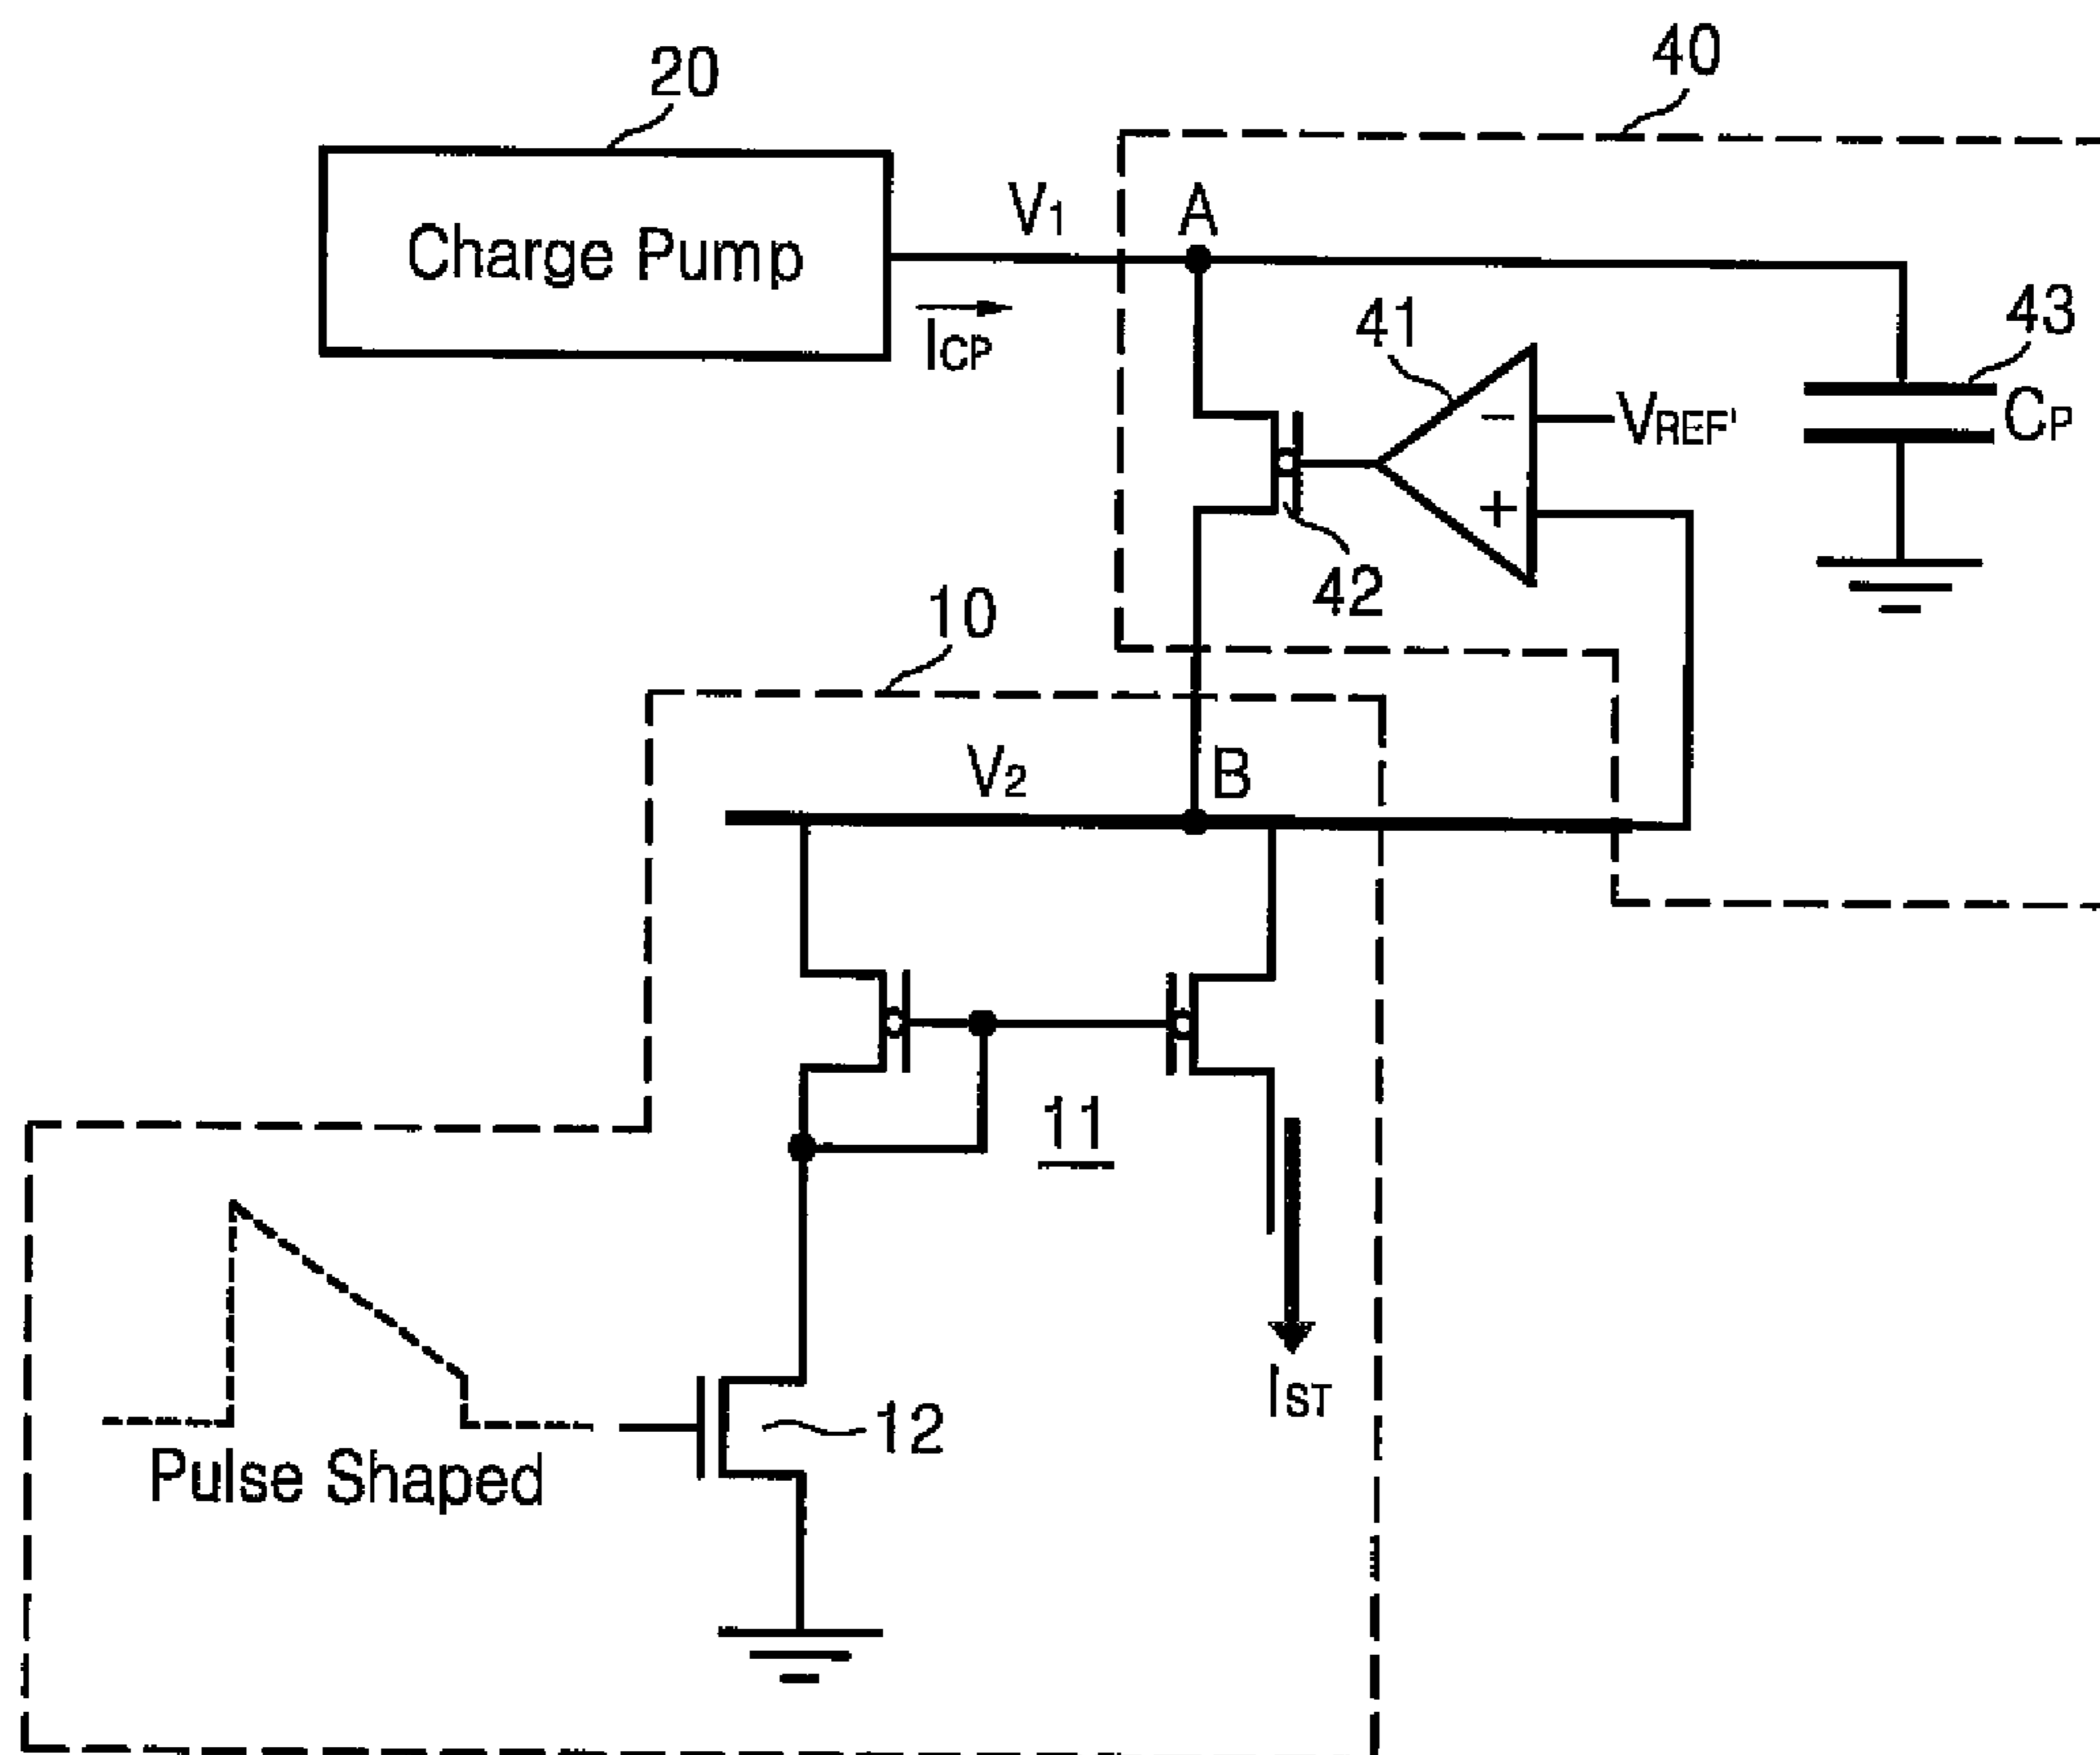 20
40
Charge Pump
V1
A
ICP
41
43
−
VREF'
CP
+
42
10
V2
B
11
IST
12
Pulse Shaped